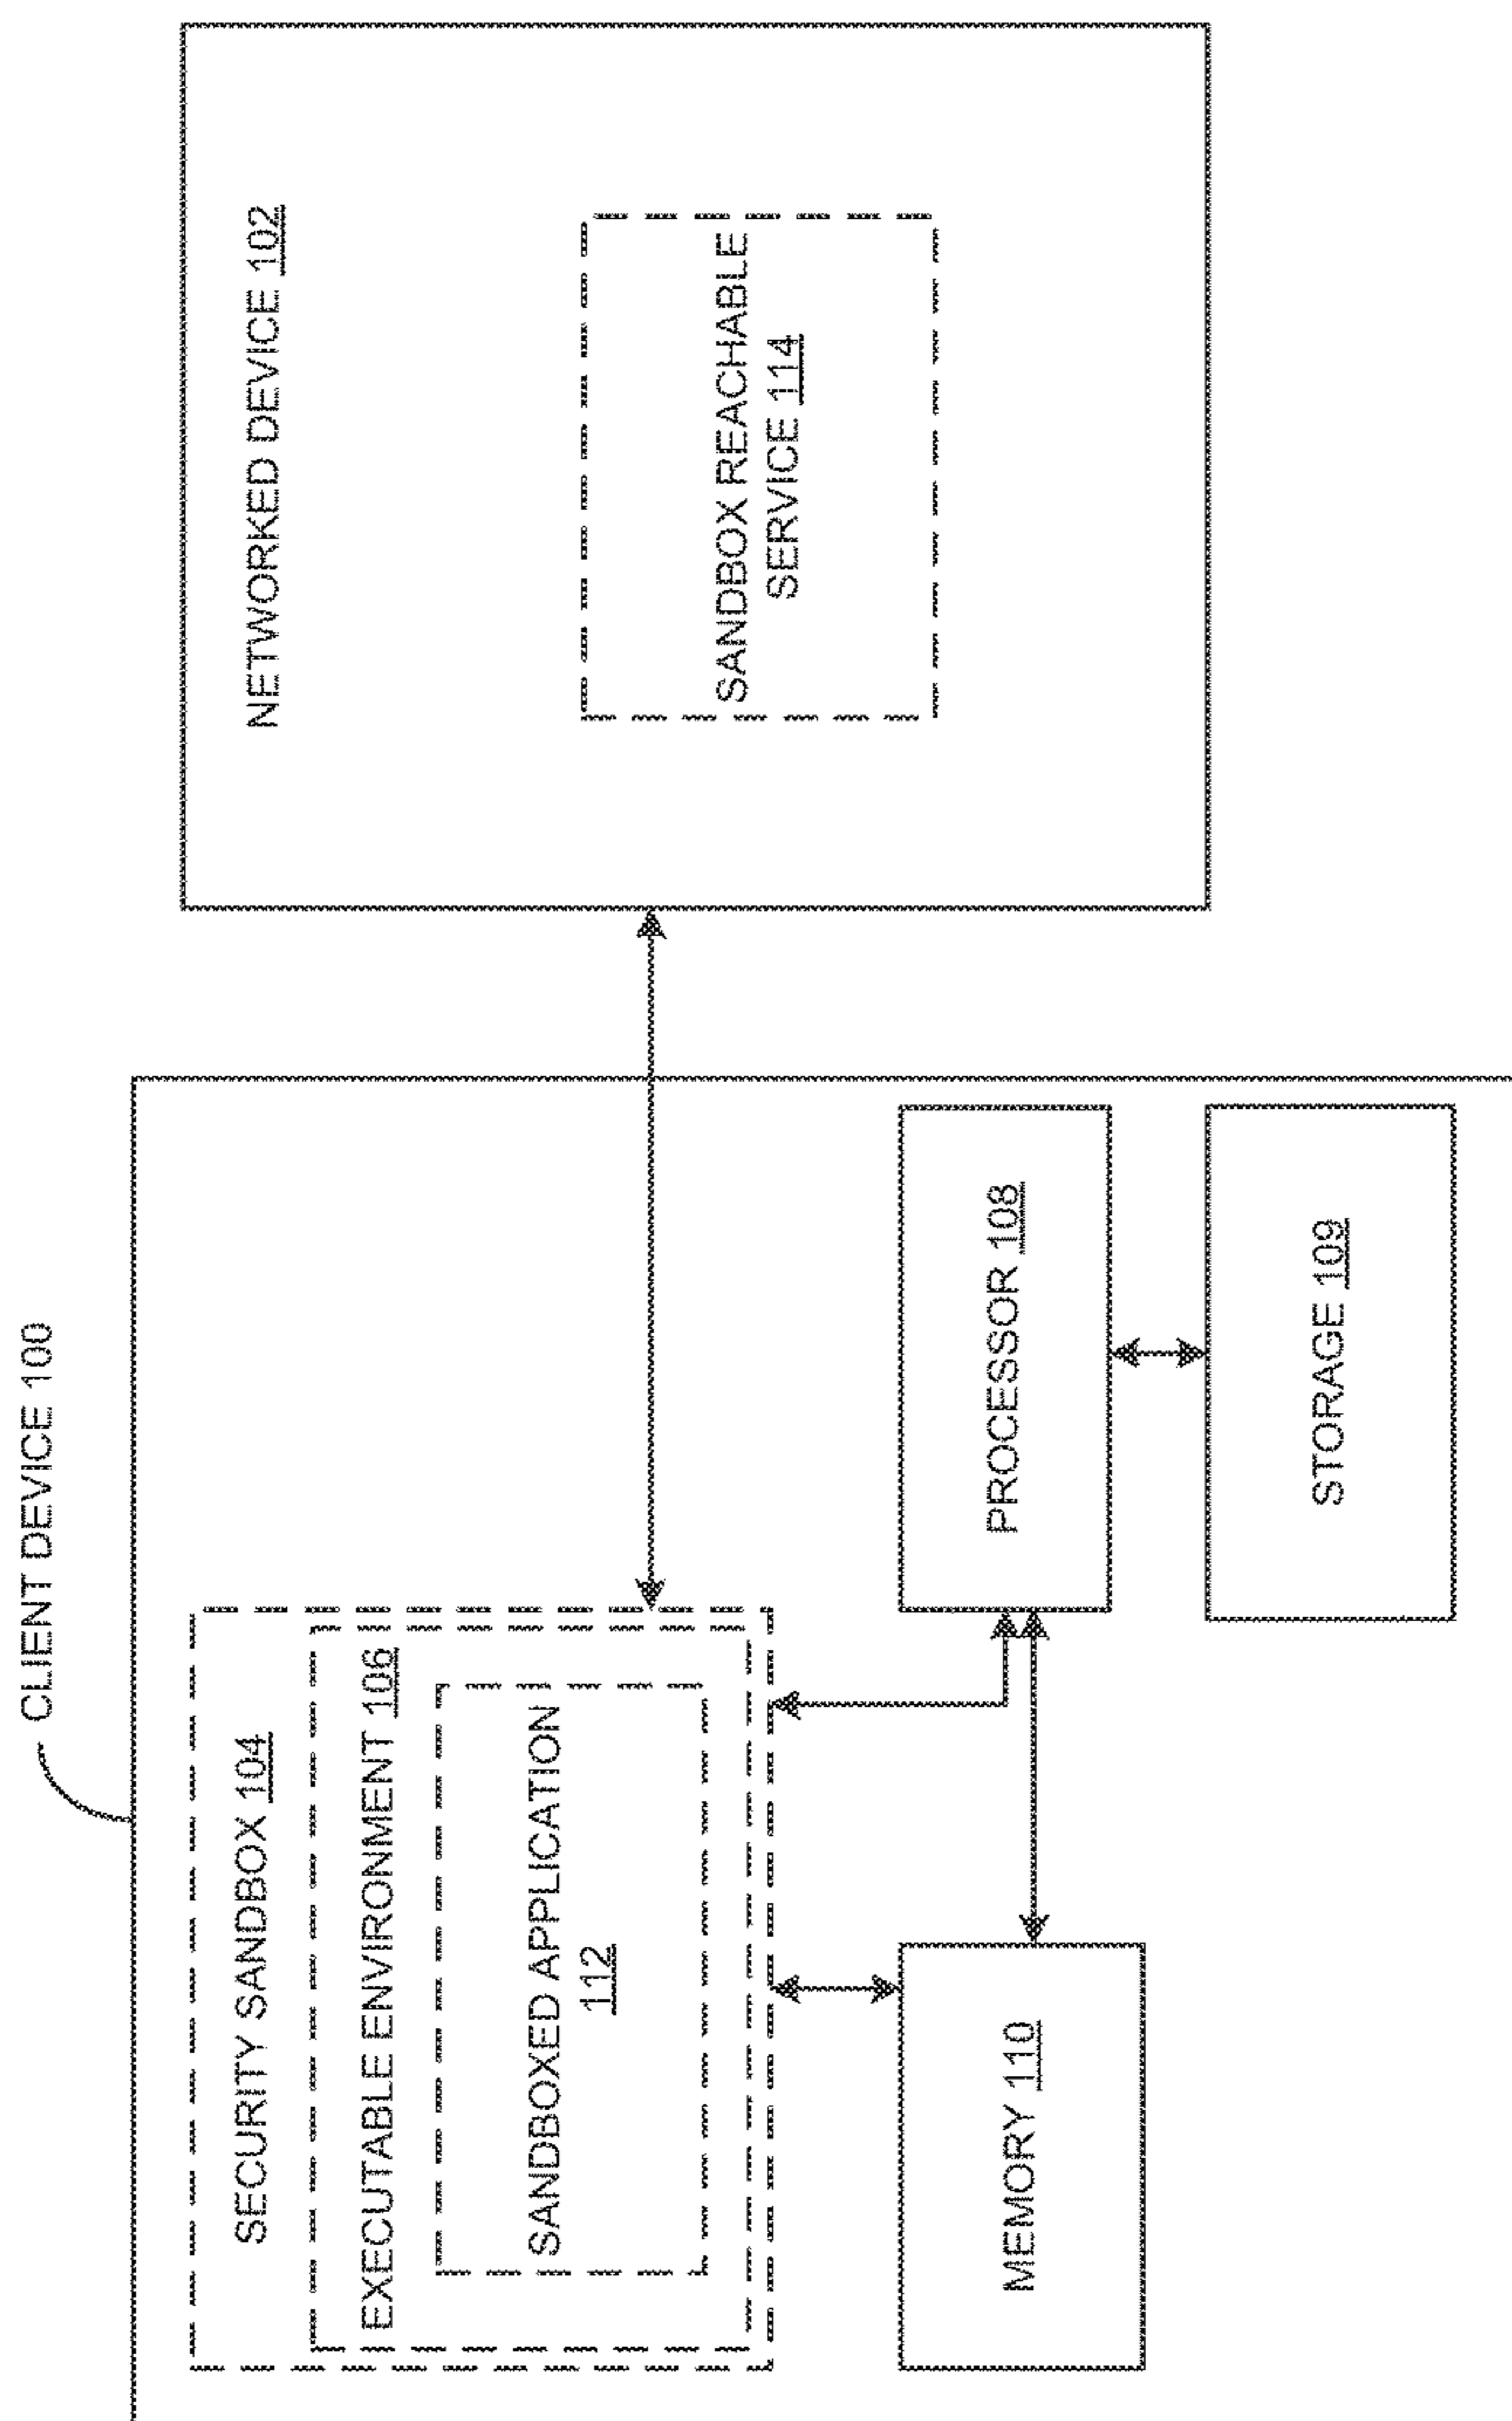 CLIENT DEVICE 100
SECURITY SANDBOX 104
EXECUTABLE ENVIRONMENT 106
SANDBOXED APPLICATION
112
MEMORY 110
PROCESSOR 108
STORAGE 109
NETWORKED DEVICE 102
SANDBOX REACHABLE
SERVICE 114